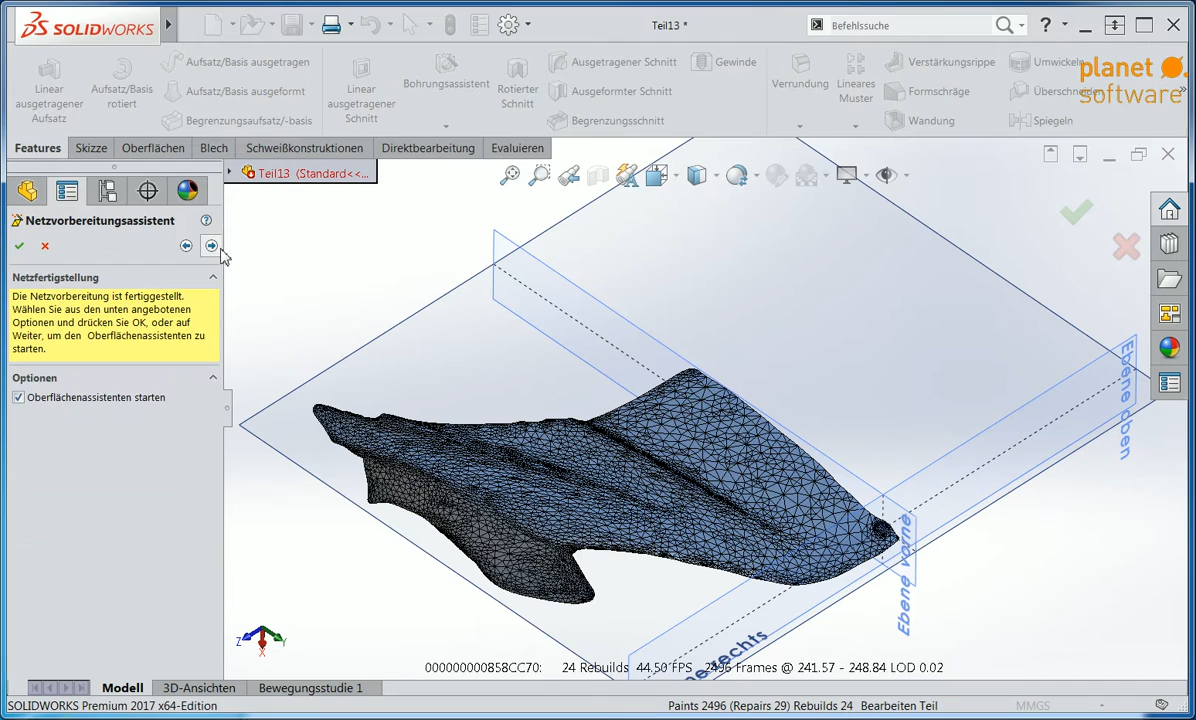 SOLIDWORKS
Teil13 *
Befehlssuche
?
planet
software
Linear
ausgetragener
Aufsatz
Aufsatz/Basis
rotiert
Aufsatz/Basis ausgetragen
Aufsatz/Basis ausgeformt
Begrenzungsaufsatz/-basis
Linear
ausgetragener
Schnitt
Bohrungsassistent
Rotierter
Schnitt
Ausgetragener Schnitt
Ausgeformter Schnitt
Begrenzungsschnitt
Gewinde
Verrundung
Lineares
Muster
Verstärkungsrippe
Formschräge
Wandung
Umwickeln
Überschneiden
Spiegeln
Features
Skizze
Oberflächen
Blech
Schweißkonstruktionen
Direktbearbeitung
Evaluieren
Teil13 (Standard<<...
Netzvorbereitungsassistent
Netzfertigstellung
Die Netzvorbereitung ist fertiggestellt.
Wählen Sie aus den unten angebotenen
Optionen und drücken Sie OK, oder auf
Weiter, um den Oberflächenassistenten zu
starten.
Optionen
Oberflächenassistenten starten
Ebene oben
Ebene vorne
ne rechts
Z
Y
X
000000000858CC70: 24 Rebuilds 44.50 FPS 2496 Frames @ 241.57 - 248.84 LOD 0.02
Modell
3D-Ansichten
Bewegungsstudie 1
SOLIDWORKS Premium 2017 x64-Edition
Paints 2496 (Repairs 29) Rebuilds 24
Bearbeiten Teil
MMGS